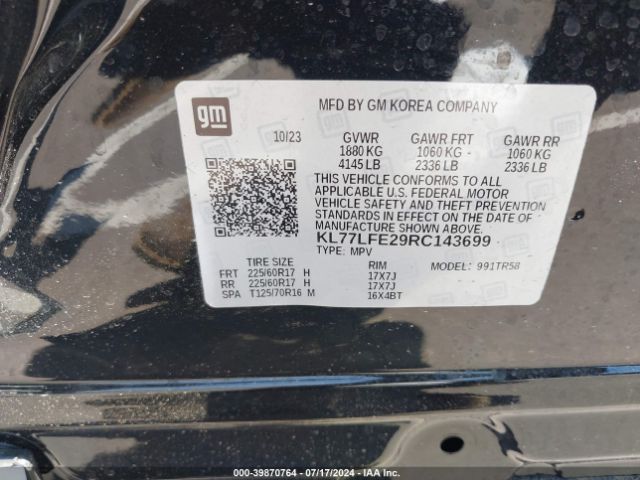 gm
MFD BY GM KOREA COMPANY
10/23 GVWR GAWR FRT GAWR RR
1880 KG 1060 KG - 1060 KG
4145 LB 2336 LB 2336 LB
THIS VEHICLE CONFORMS TO ALL
APPLICABLE U.S. FEDERAL MOTOR
VEHICLE SAFETY AND THEFT PREVENTION
STANDARDS IN EFFECT ON THE DATE OF
MANUFACTURE SHOWN ABOVE.
KL77LFE29RC143699
TYPE: MPV
TIRE SIZE RIM MODEL: 991TR58
FRT 225/60R17 H 17X7J
RR 225/60R17 H 17X7J
SPA T125/70R16 M 16X4BT
000-39870764 | 07/17/2024 | IAA Inc.